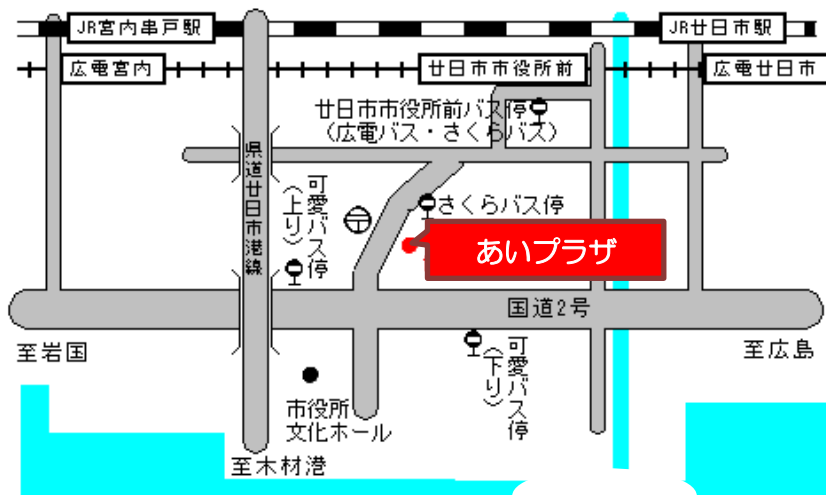 JR宮内串戸駅
JR廿日市駅
広電宮内
廿日市市役所前
広電廿日市
廿日市市役所前バス停
（広電バス・さくらバス）
県道廿日市港線
可愛バス停
（上り）
さくらバス停
あいプラザ
国道2号
至岩国
至広島
可愛バス停
（下り）
市役所
文化ホール
至木材港